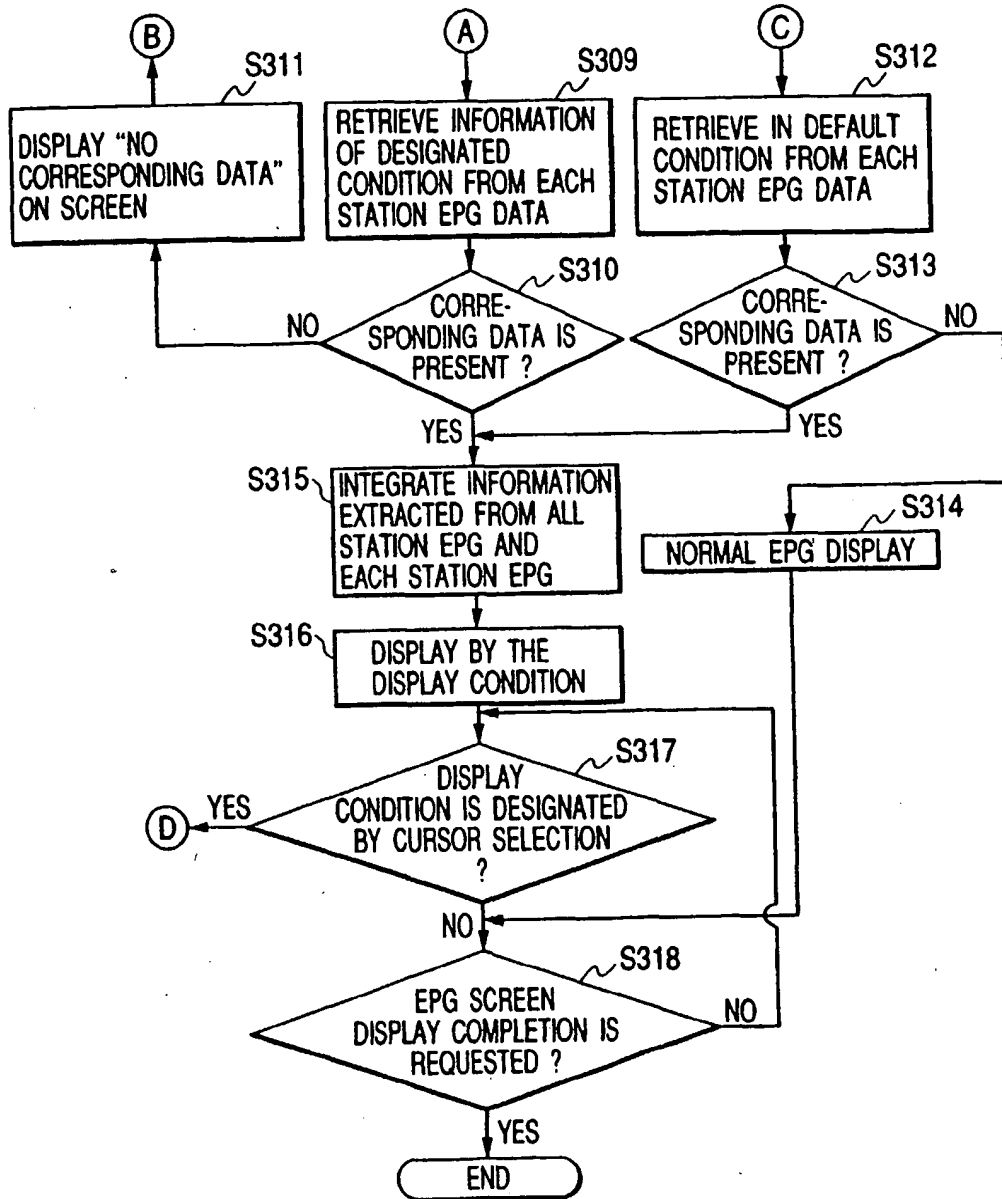 B
A
C
S311
S309
S312
DISPLAY "NO
CORRESPONDING DATA"
ON SCREEN
RETRIEVE INFORMATION
OF DESIGNATED
CONDITION FROM EACH
STATION EPG DATA
RETRIEVE IN DEFAULT
CONDITION FROM EACH
STATION EPG DATA
S310
S313
NO
CORRE-
SPONDING DATA IS
PRESENT ?
CORRE-
SPONDING DATA IS
PRESENT ?
NO
YES
YES
S315
INTEGRATE INFORMATION
EXTRACTED FROM ALL
STATION EPG AND
EACH STATION EPG
S314
NORMAL EPG DISPLAY
S316
DISPLAY BY THE
DISPLAY CONDITION
S317
DISPLAY
CONDITION IS DESIGNATED
BY CURSOR SELECTION
?
YES
D
NO
S318
EPG SCREEN
DISPLAY COMPLETION IS
REQUESTED ?
NO
YES
END